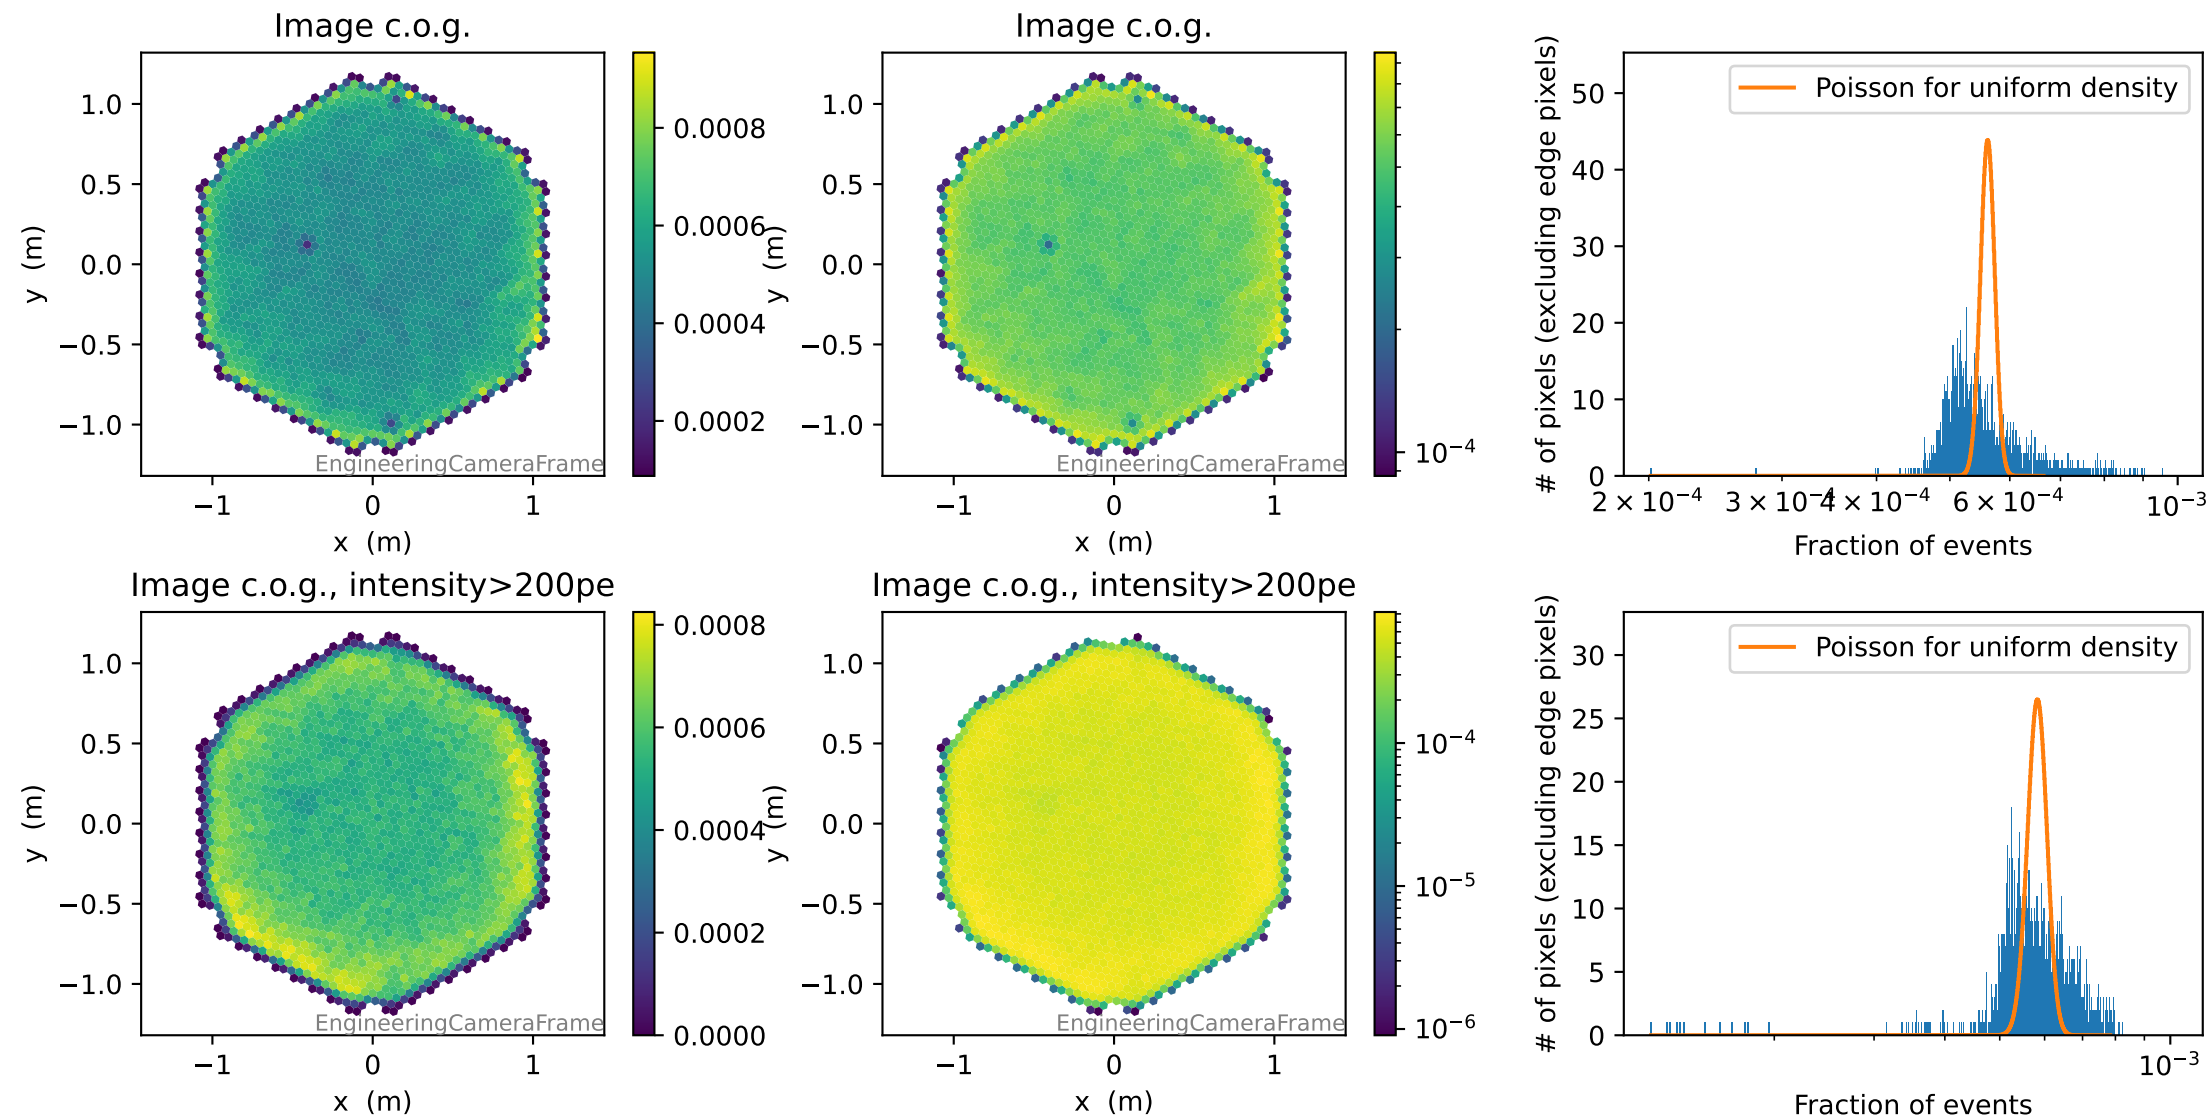 Image c.o.g.
1.0
0.5
0.0
−0.5
−1.0
y (m)
−1
0
1
x (m)
EngineeringCameraFrame
0.0008
0.0006
0.0004
0.0002
Image c.o.g.
1.0
0.5
0.0
−0.5
−1.0
y (m)
−1
0
1
x (m)
EngineeringCameraFrame
10⁻⁴
# of pixels (excluding edge pixels)
50
40
30
20
10
0
Poisson for uniform density
2 × 10⁻⁴
3 × 10⁻⁴
4 × 10⁻⁴
6 × 10⁻⁴
10⁻³
Fraction of events
Image c.o.g., intensity>200pe
1.0
0.5
0.0
−0.5
−1.0
y (m)
−1
0
1
x (m)
EngineeringCameraFrame
0.0008
0.0006
0.0004
0.0002
0.0000
Image c.o.g., intensity>200pe
1.0
0.5
0.0
−0.5
−1.0
y (m)
−1
0
1
x (m)
EngineeringCameraFrame
10⁻⁴
10⁻⁵
10⁻⁶
# of pixels (excluding edge pixels)
30
25
20
15
10
5
0
Poisson for uniform density
10⁻³
Fraction of events